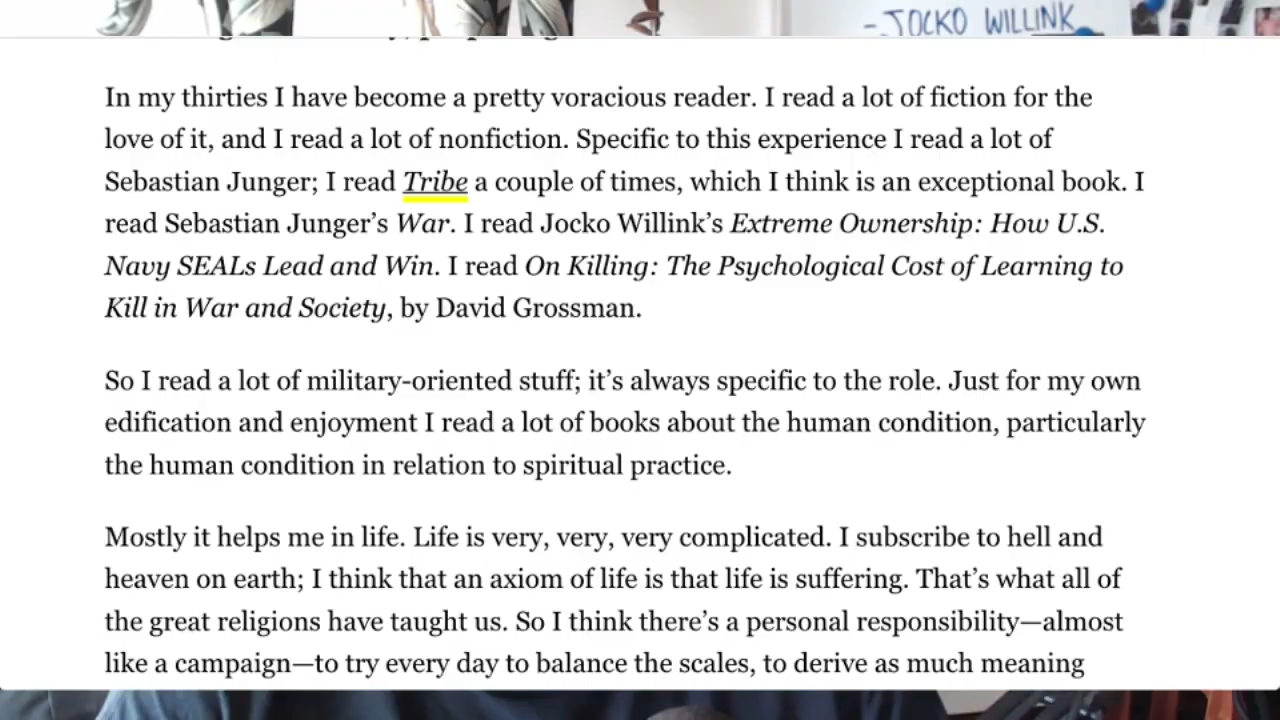 -JOCKO WILLINK
In my thirties I have become a pretty voracious reader. I read a lot of fiction for the
love of it, and I read a lot of nonfiction. Specific to this experience I read a lot of
Sebastian Junger; I read Tribe a couple of times, which I think is an exceptional book. I
read Sebastian Junger’s War. I read Jocko Willink’s Extreme Ownership: How U.S.
Navy SEALs Lead and Win. I read On Killing: The Psychological Cost of Learning to
Kill in War and Society, by David Grossman.
So I read a lot of military-oriented stuff; it’s always specific to the role. Just for my own
edification and enjoyment I read a lot of books about the human condition, particularly
the human condition in relation to spiritual practice.
Mostly it helps me in life. Life is very, very, very complicated. I subscribe to hell and
heaven on earth; I think that an axiom of life is that life is suffering. That’s what all of
the great religions have taught us. So I think there’s a personal responsibility—almost
like a campaign—to try every day to balance the scales, to derive as much meaning